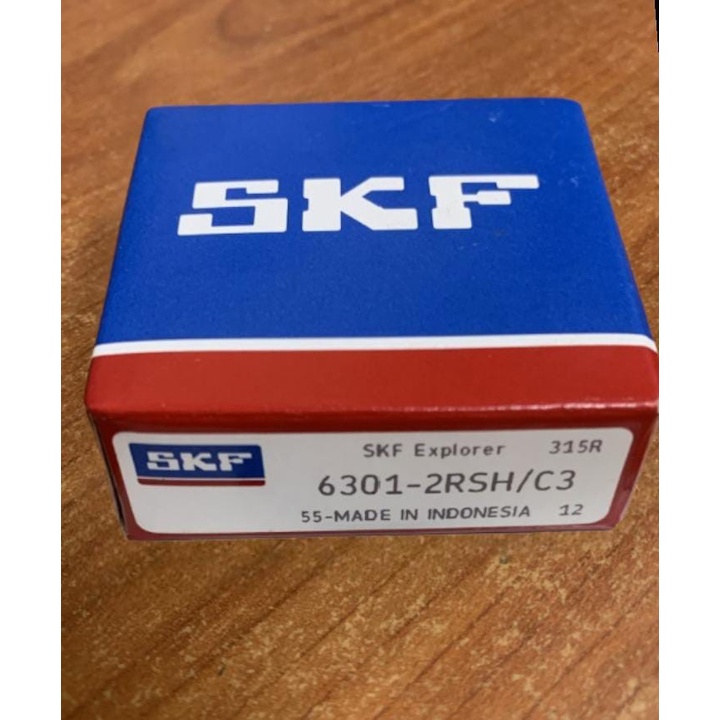 SKF
SKF
SKF Explorer 315R
6301-2RSH/C3
55-MADE IN INDONESIA 12